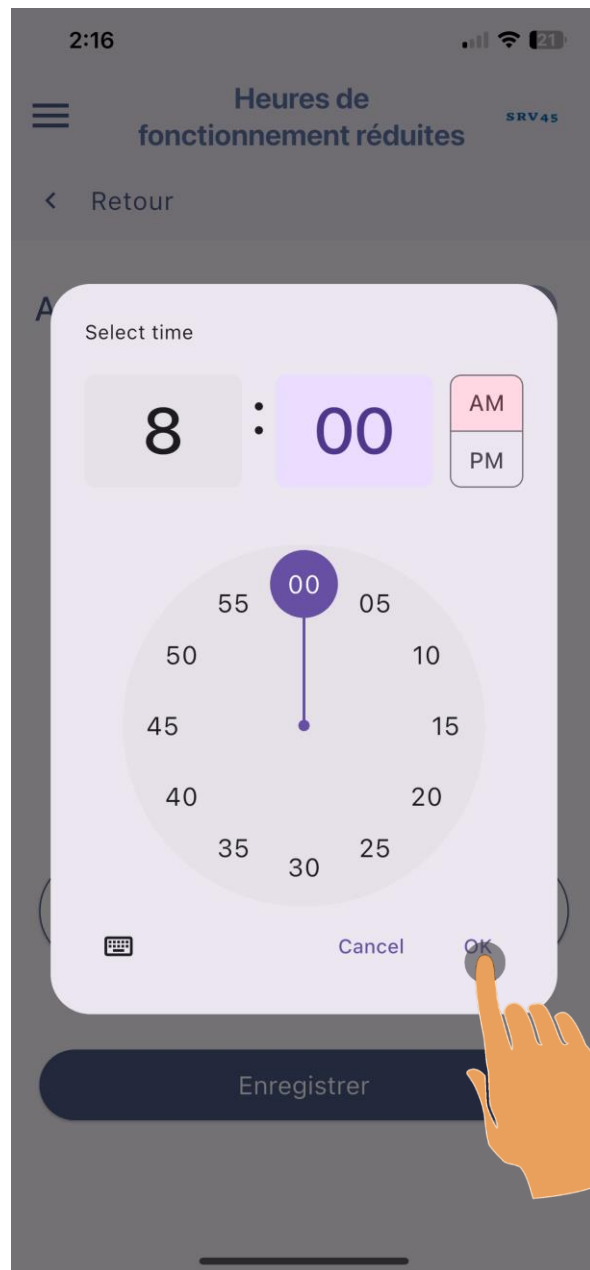 2:16
21
Heures de
fonctionnement réduites
SRV45
< Retour
A
Select time
8 : 00
AM
PM
00
55 05
50 10
45 15
40 20
35 25
30
Cancel OK
Enregistrer